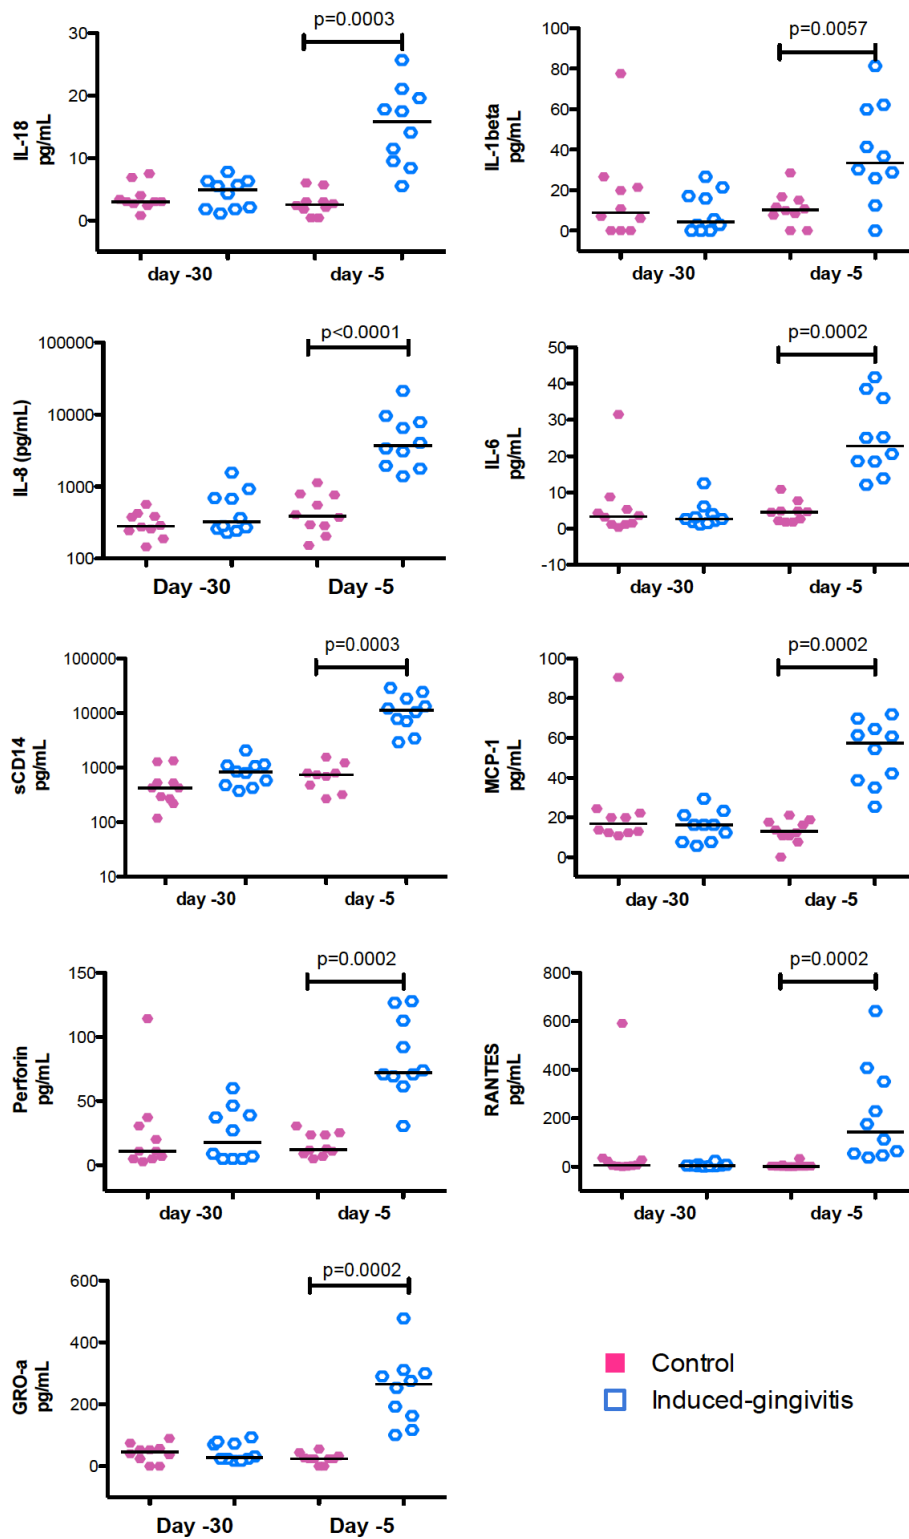 p=0.0003
30
20
10
0
IL-18
pg/mL
day -30
day -5
p=0.0057
100
80
60
40
20
0
IL-1beta
pg/mL
day -30
day -5
p<0.0001
100000
10000
1000
100
IL-8 (pg/mL)
Day -30
Day -5
p=0.0002
50
40
30
20
10
0
-10
IL-6
pg/mL
day -30
day -5
p=0.0003
100000
10000
1000
100
10
sCD14
pg/mL
day -30
day -5
p=0.0002
100
80
60
40
20
0
MCP-1
pg/mL
day -30
day -5
p=0.0002
150
100
50
0
Perforin
pg/mL
day -30
day -5
p=0.0002
800
600
400
200
0
RANTES
pg/mL
day -30
day -5
p=0.0002
600
400
200
0
GRO-a
pg/mL
Day -30
Day -5
Control
Induced-gingivitis